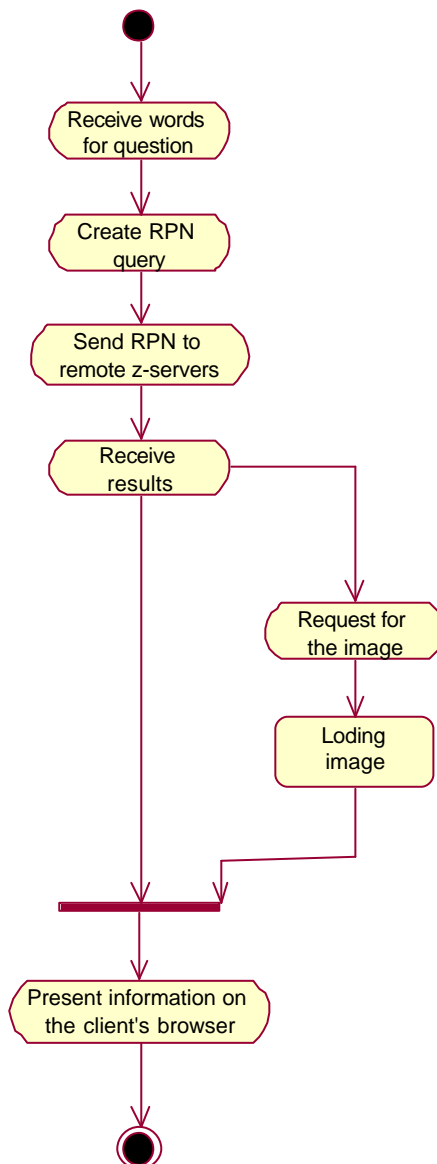 Receive words
for question
Create RPN
query
Send RPN to
remote z-servers
Receive
results
Request for
the image
Loding
image
Present information on
the client's browser